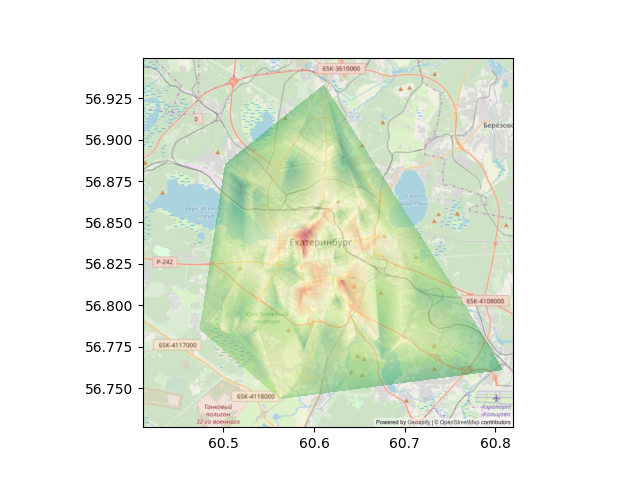 65K-3610000
56.925
3
Березово
56.900
56.875
56.850
Екатеринбург
56.825
Р-242
65K-4108000
56.800
65K-4117000
56.775
65K-4118000
56.750
Танковый
полигон
32-го военного
Аэропорт
Кольцово
Powered by Geoapify | © OpenStreetMap contributors
60.5
60.6
60.7
60.8